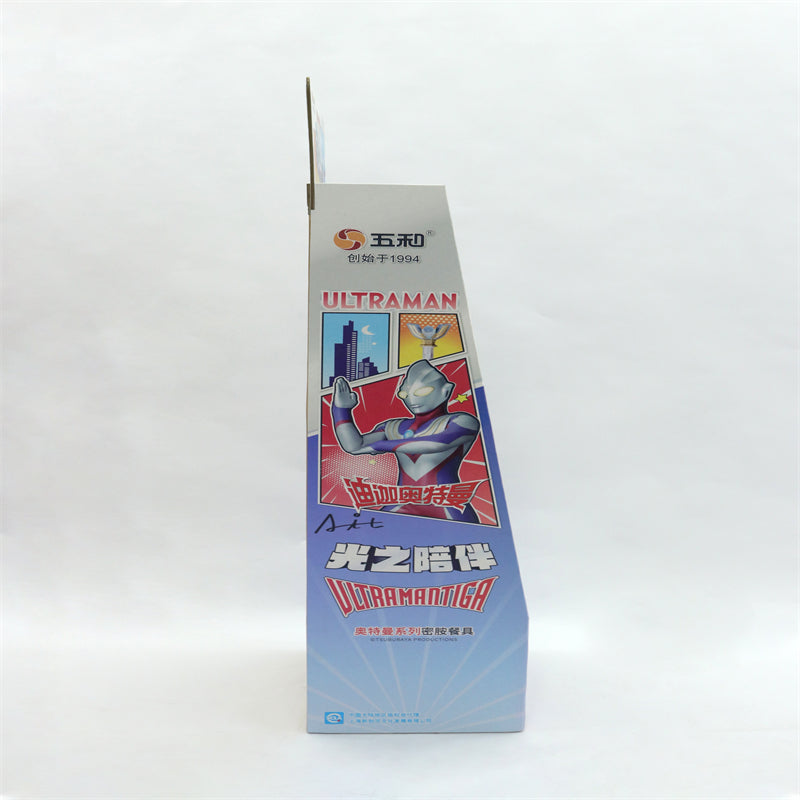 五和®
创始于1994
ULTRAMAN
迪迦奥特曼
光之陪伴
ULTRAMANTIGA
奥特曼系列密胺餐具
©TSUBURAYA PRODUCTIONS